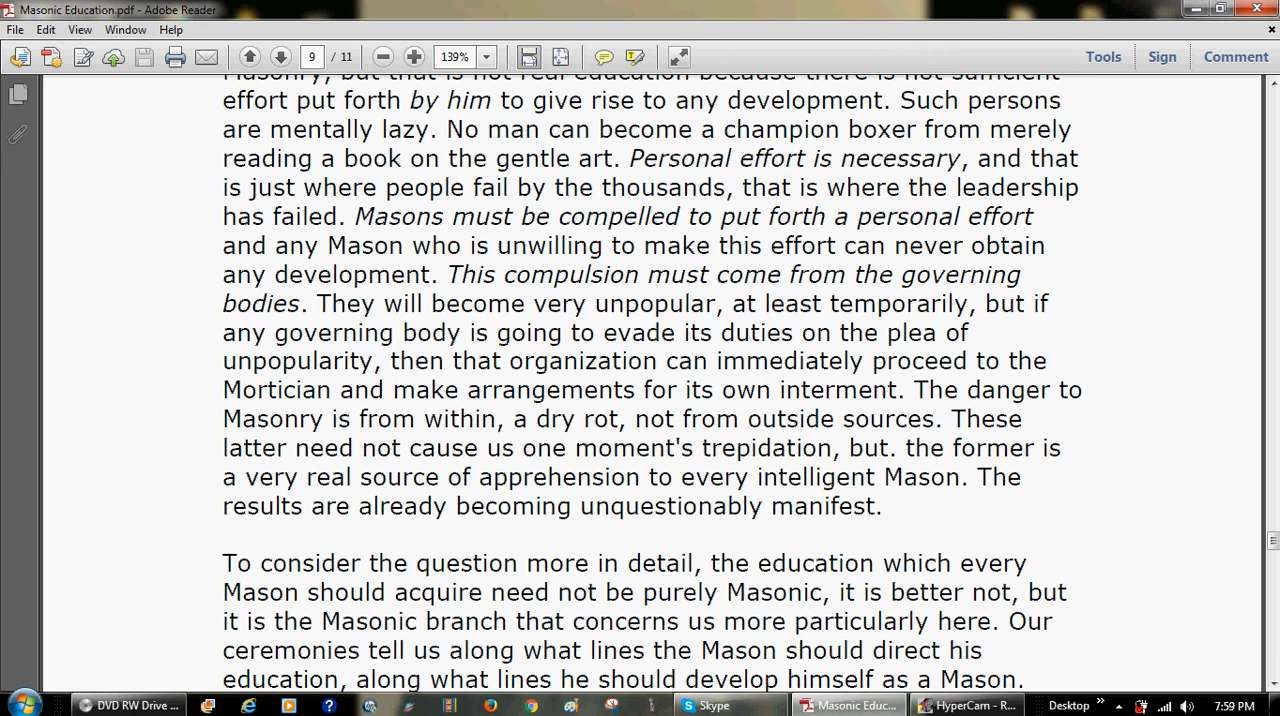 Masonic Education.pdf - Adobe Reader
File Edit View Window Help
9 / 11 139% Tools Sign Comment
Masonry, but that is not real education because there is not sufficient
effort put forth by him to give rise to any development. Such persons
are mentally lazy. No man can become a champion boxer from merely
reading a book on the gentle art. Personal effort is necessary, and that
is just where people fail by the thousands, that is where the leadership
has failed. Masons must be compelled to put forth a personal effort
and any Mason who is unwilling to make this effort can never obtain
any development. This compulsion must come from the governing
bodies. They will become very unpopular, at least temporarily, but if
any governing body is going to evade its duties on the plea of
unpopularity, then that organization can immediately proceed to the
Mortician and make arrangements for its own interment. The danger to
Masonry is from within, a dry rot, not from outside sources. These
latter need not cause us one moment's trepidation, but. the former is
a very real source of apprehension to every intelligent Mason. The
results are already becoming unquestionably manifest.
To consider the question more in detail, the education which every
Mason should acquire need not be purely Masonic, it is better not, but
it is the Masonic branch that concerns us more particularly here. Our
ceremonies tell us along what lines the Mason should direct his
education, along what lines he should develop himself as a Mason.
DVD RW Drive ... Skype Masonic Educ... HyperCam - R... Desktop » 7:59 PM